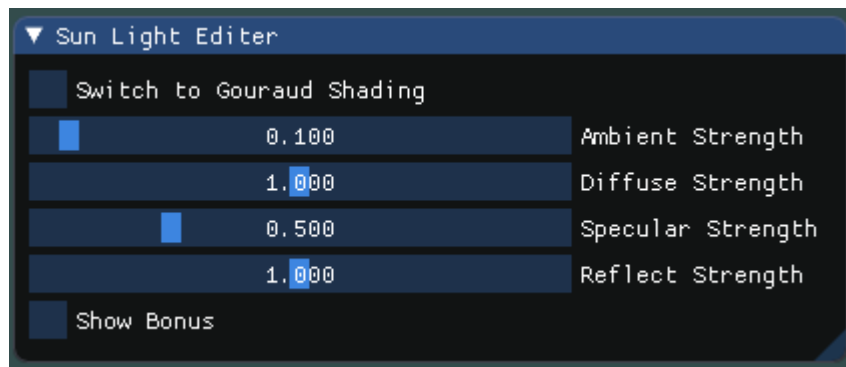 Sun Light Editer
Switch to Gouraud Shading
0.100 Ambient Strength
1.000 Diffuse Strength
0.500 Specular Strength
1.000 Reflect Strength
Show Bonus